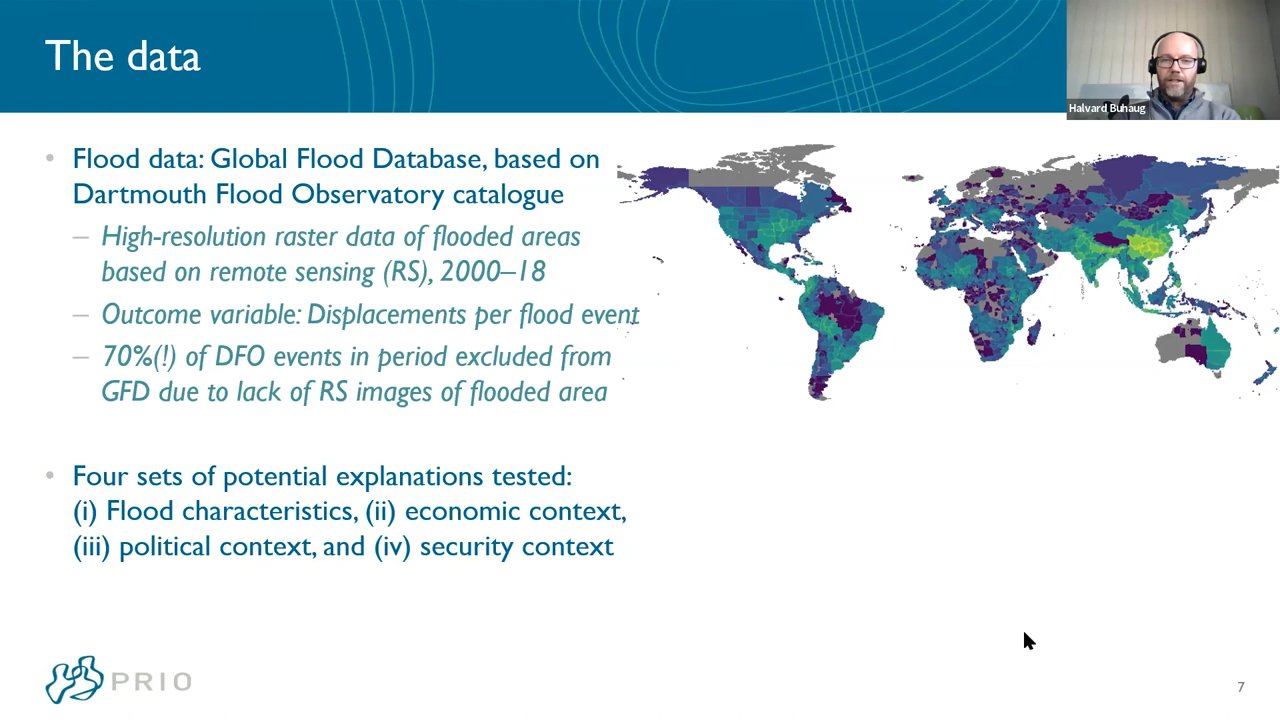 The data
Halvard Buhaug
• Flood data: Global Flood Database, based on
Dartmouth Flood Observatory catalogue
– High-resolution raster data of flooded areas
based on remote sensing (RS), 2000–18
– Outcome variable: Displacements per flood event
– 70%(!) of DFO events in period excluded from
GFD due to lack of RS images of flooded area
• Four sets of potential explanations tested:
(i) Flood characteristics, (ii) economic context,
(iii) political context, and (iv) security context
PRIO
7